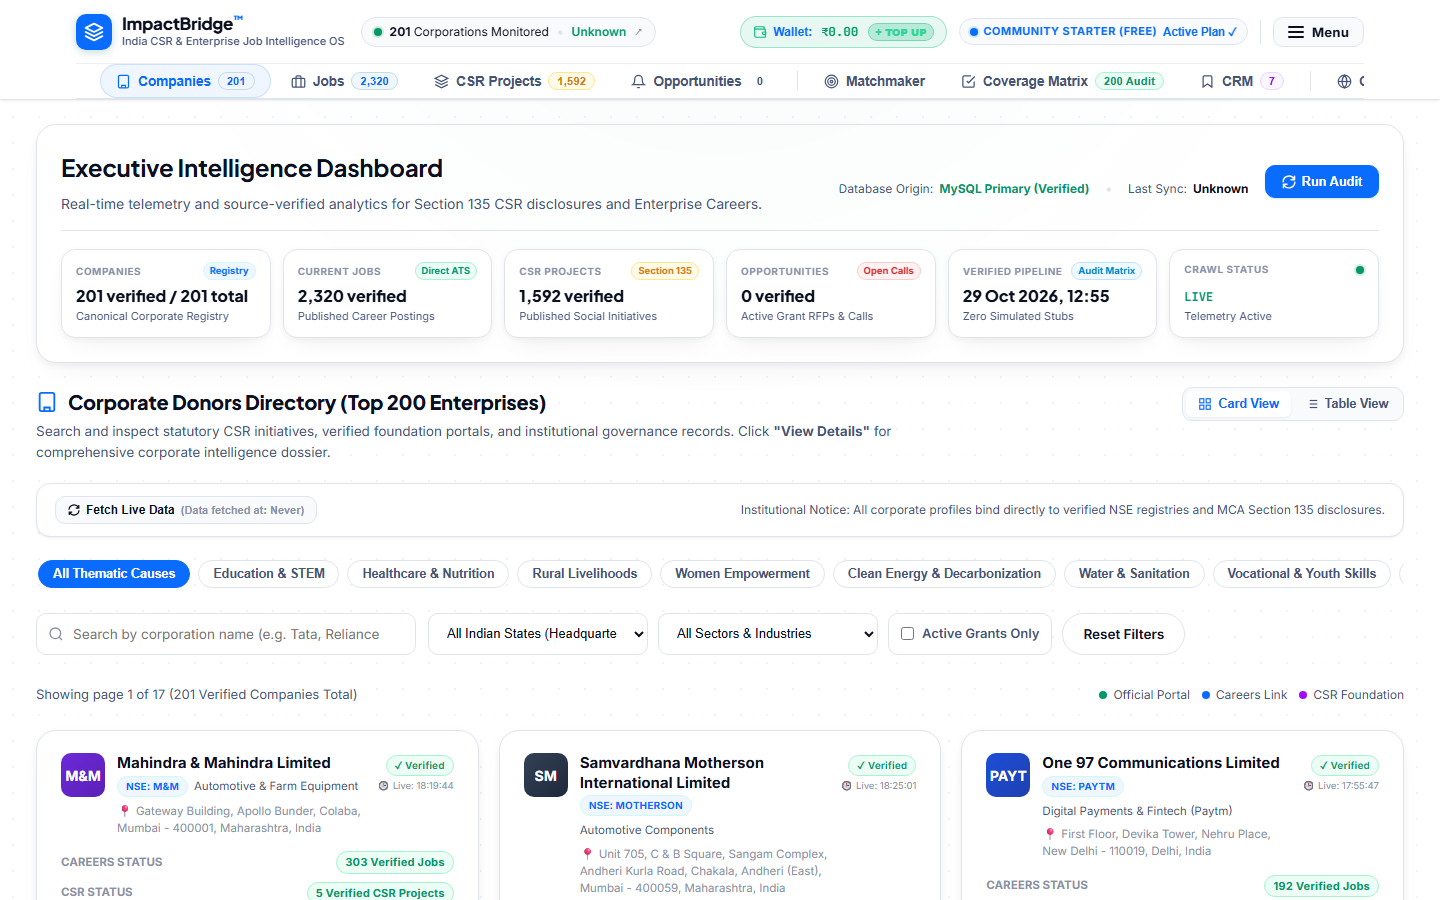 ImpactBridge™
India CSR & Enterprise Job Intelligence OS
201 Corporations Monitored • Unknown ↗
Wallet: ₹0.00 + TOP UP
COMMUNITY STARTER (FREE) Active Plan ✓
Menu
Companies 201
Jobs 2,320
CSR Projects 1,592
Opportunities 0
Matchmaker
Coverage Matrix 200 Audit
CRM 7
Executive Intelligence Dashboard
Real-time telemetry and source-verified analytics for Section 135 CSR disclosures and Enterprise Careers.
Database Origin: MySQL Primary (Verified) • Last Sync: Unknown
Run Audit
COMPANIES Registry
201 verified / 201 total
Canonical Corporate Registry
CURRENT JOBS Direct ATS
2,320 verified
Published Career Postings
CSR PROJECTS Section 135
1,592 verified
Published Social Initiatives
OPPORTUNITIES Open Calls
0 verified
Active Grant RFPs & Calls
VERIFIED PIPELINE Audit Matrix
29 Oct 2026, 12:55
Zero Simulated Stubs
CRAWL STATUS
LIVE
Telemetry Active
Corporate Donors Directory (Top 200 Enterprises)
Card View Table View
Search and inspect statutory CSR initiatives, verified foundation portals, and institutional governance records. Click "View Details" for
comprehensive corporate intelligence dossier.
Fetch Live Data (Data fetched at: Never)
Institutional Notice: All corporate profiles bind directly to verified NSE registries and MCA Section 135 disclosures.
All Thematic Causes
Education & STEM
Healthcare & Nutrition
Rural Livelihoods
Women Empowerment
Clean Energy & Decarbonization
Water & Sanitation
Vocational & Youth Skills
Search by corporation name (e.g. Tata, Reliance
All Indian States (Headquarte
All Sectors & Industries
Active Grants Only
Reset Filters
Showing page 1 of 17 (201 Verified Companies Total)
Official Portal Careers Link CSR Foundation
M&M
Mahindra & Mahindra Limited
✓ Verified
NSE: M&M Automotive & Farm Equipment
Live: 18:19:44
Gateway Building, Apollo Bunder, Colaba,
Mumbai - 400001, Maharashtra, India
CAREERS STATUS 303 Verified Jobs
CSR STATUS 5 Verified CSR Projects
SM
Samvardhana Motherson
International Limited
✓ Verified
Live: 18:25:01
NSE: MOTHERSON
Automotive Components
Unit 705, C & B Square, Sangam Complex,
Andheri Kurla Road, Chakala, Andheri (East),
Mumbai - 400059, Maharashtra, India
PAYT
One 97 Communications Limited
✓ Verified
NSE: PAYTM
Live: 17:55:47
Digital Payments & Fintech (Paytm)
First Floor, Devika Tower, Nehru Place,
New Delhi - 110019, Delhi, India
CAREERS STATUS 192 Verified Jobs